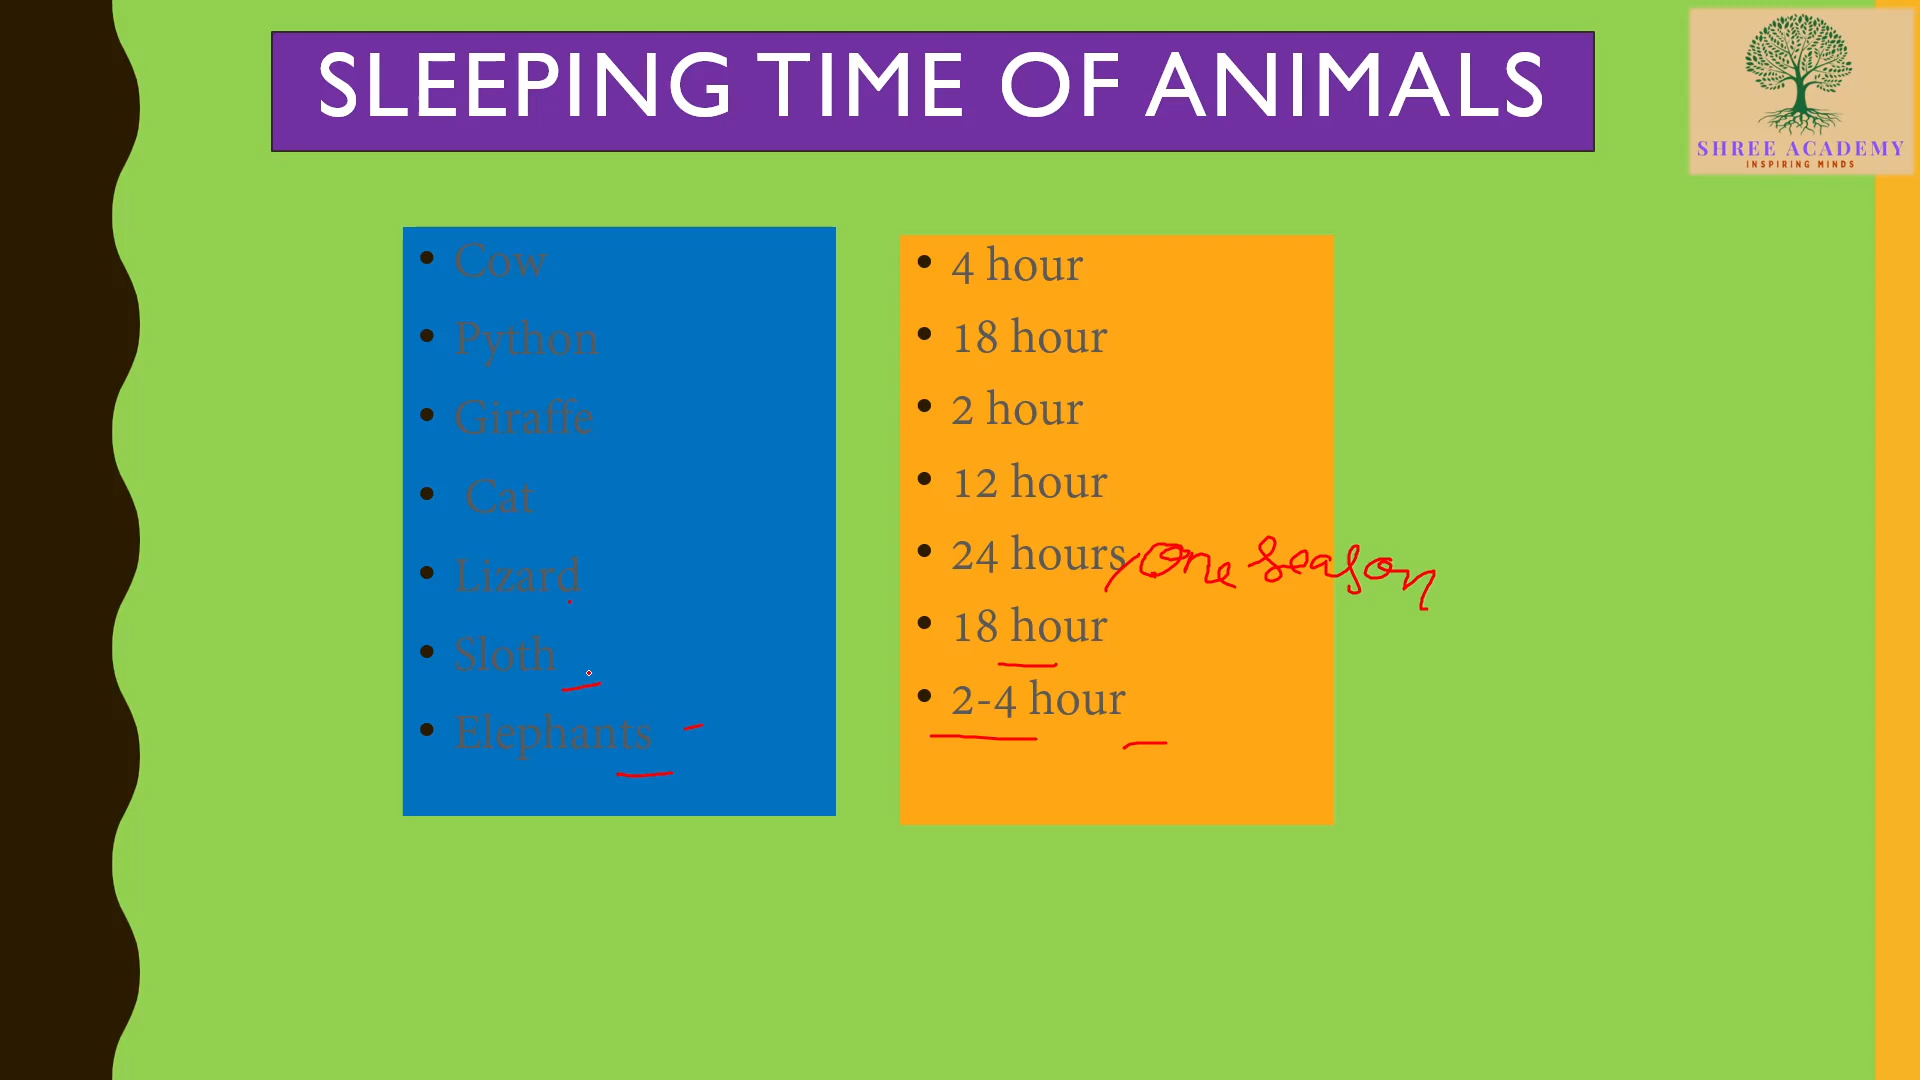 SLEEPING TIME OF ANIMALS
SHREE ACADEMY
INSPIRING MINDS
• Cow
• Python
• Giraffe
• Cat
• Lizard
• Sloth
• Elephants
• 4 hour
• 18 hour
• 2 hour
• 12 hour
• 24 hours, One season
• 18 hour
• 2-4 hour